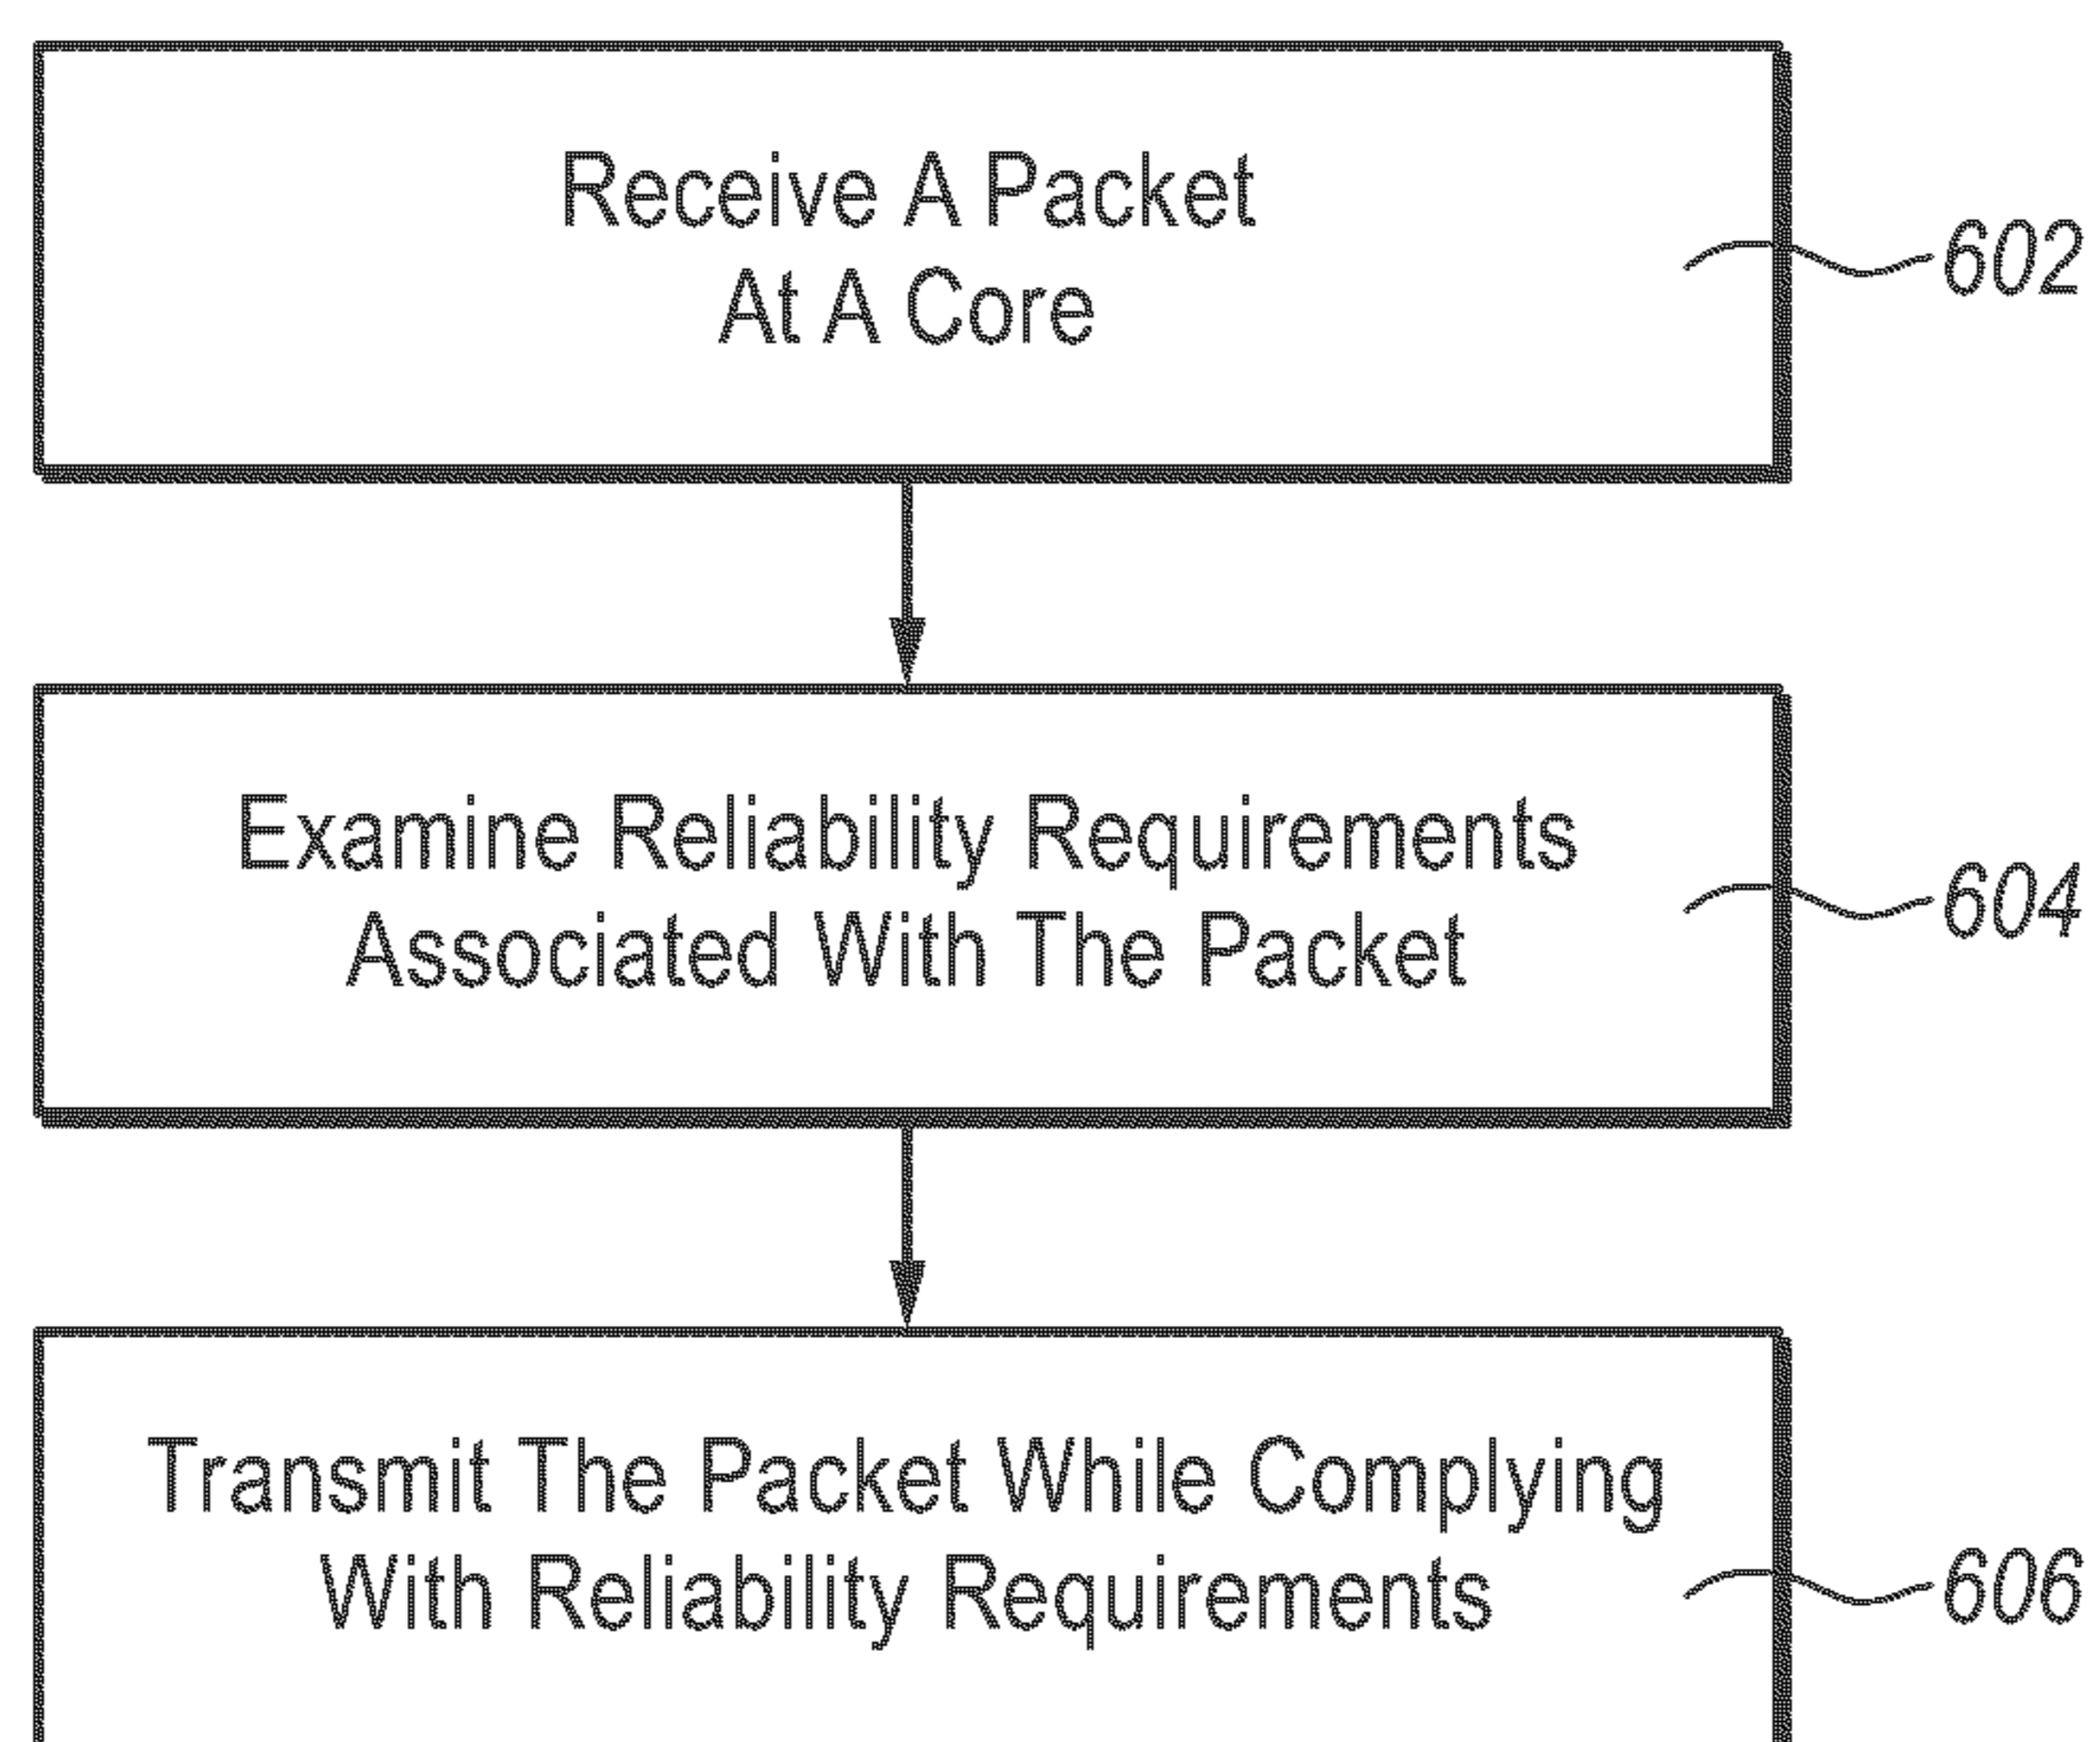 Receive A Packet
At A Core
602
Examine Reliability Requirements
Associated With The Packet
604
Transmit The Packet While Complying
With Reliability Requirements
606